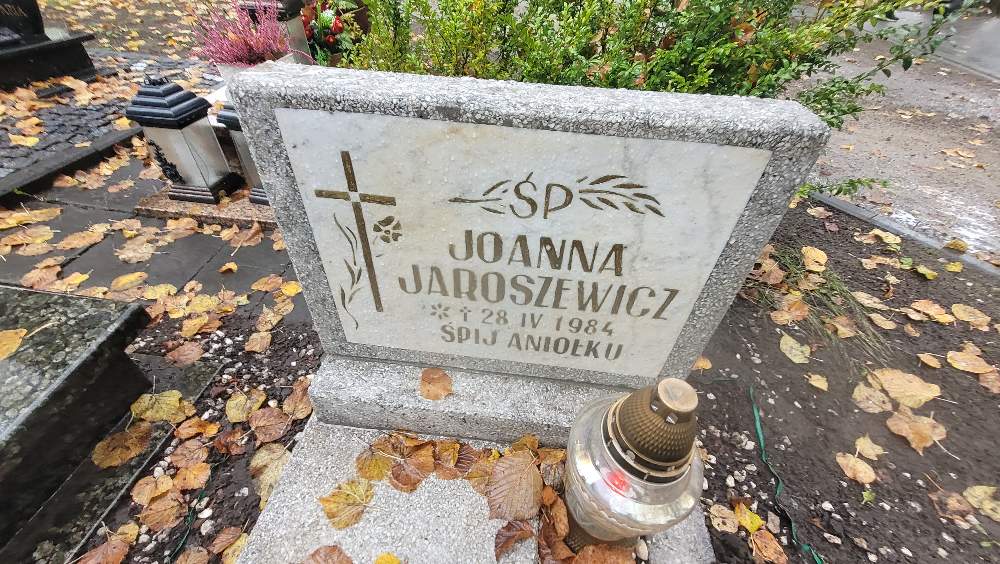 ŚP
JOANNA
JAROSZEWICZ
* † 28 IV 1984
ŚPIJ ANIOŁKU